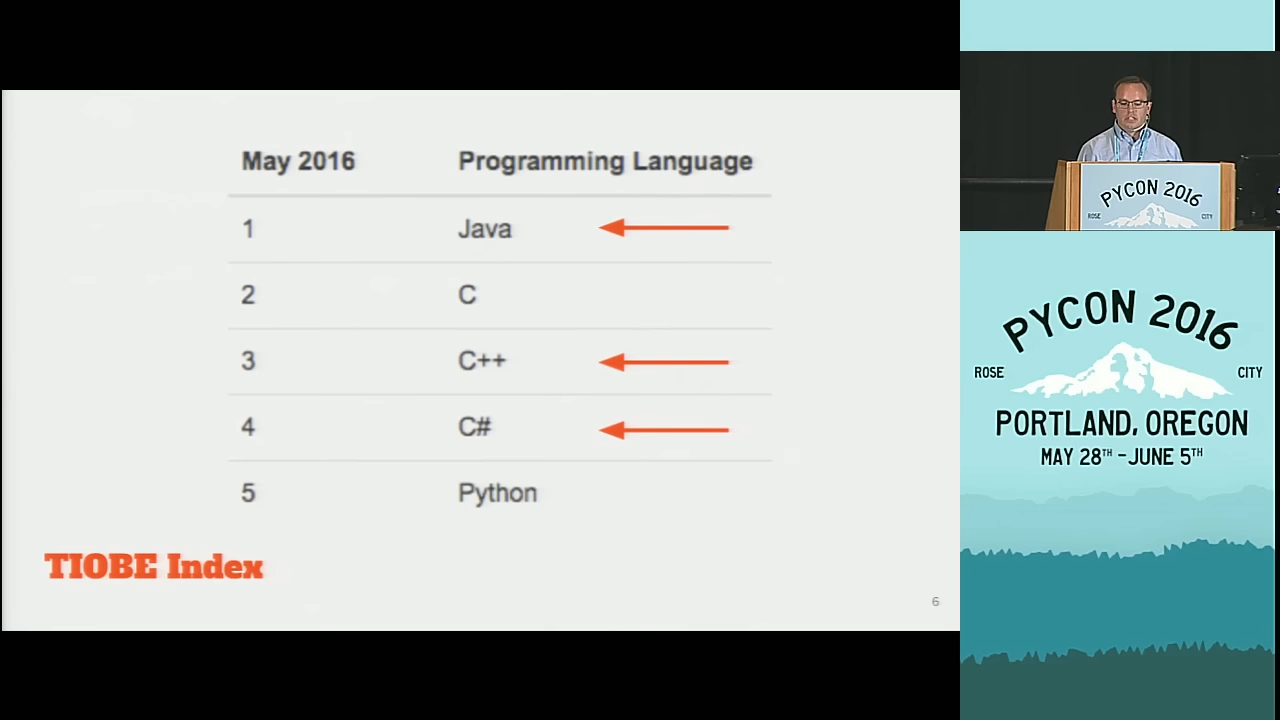 May 2016 Programming Language
1 Java
2 C
3 C++
4 C#
5 Python
TIOBE Index
6
PYCON 2016
ROSE CITY
PYCON 2016
ROSE CITY
PORTLAND, OREGON
MAY 28TH - JUNE 5TH